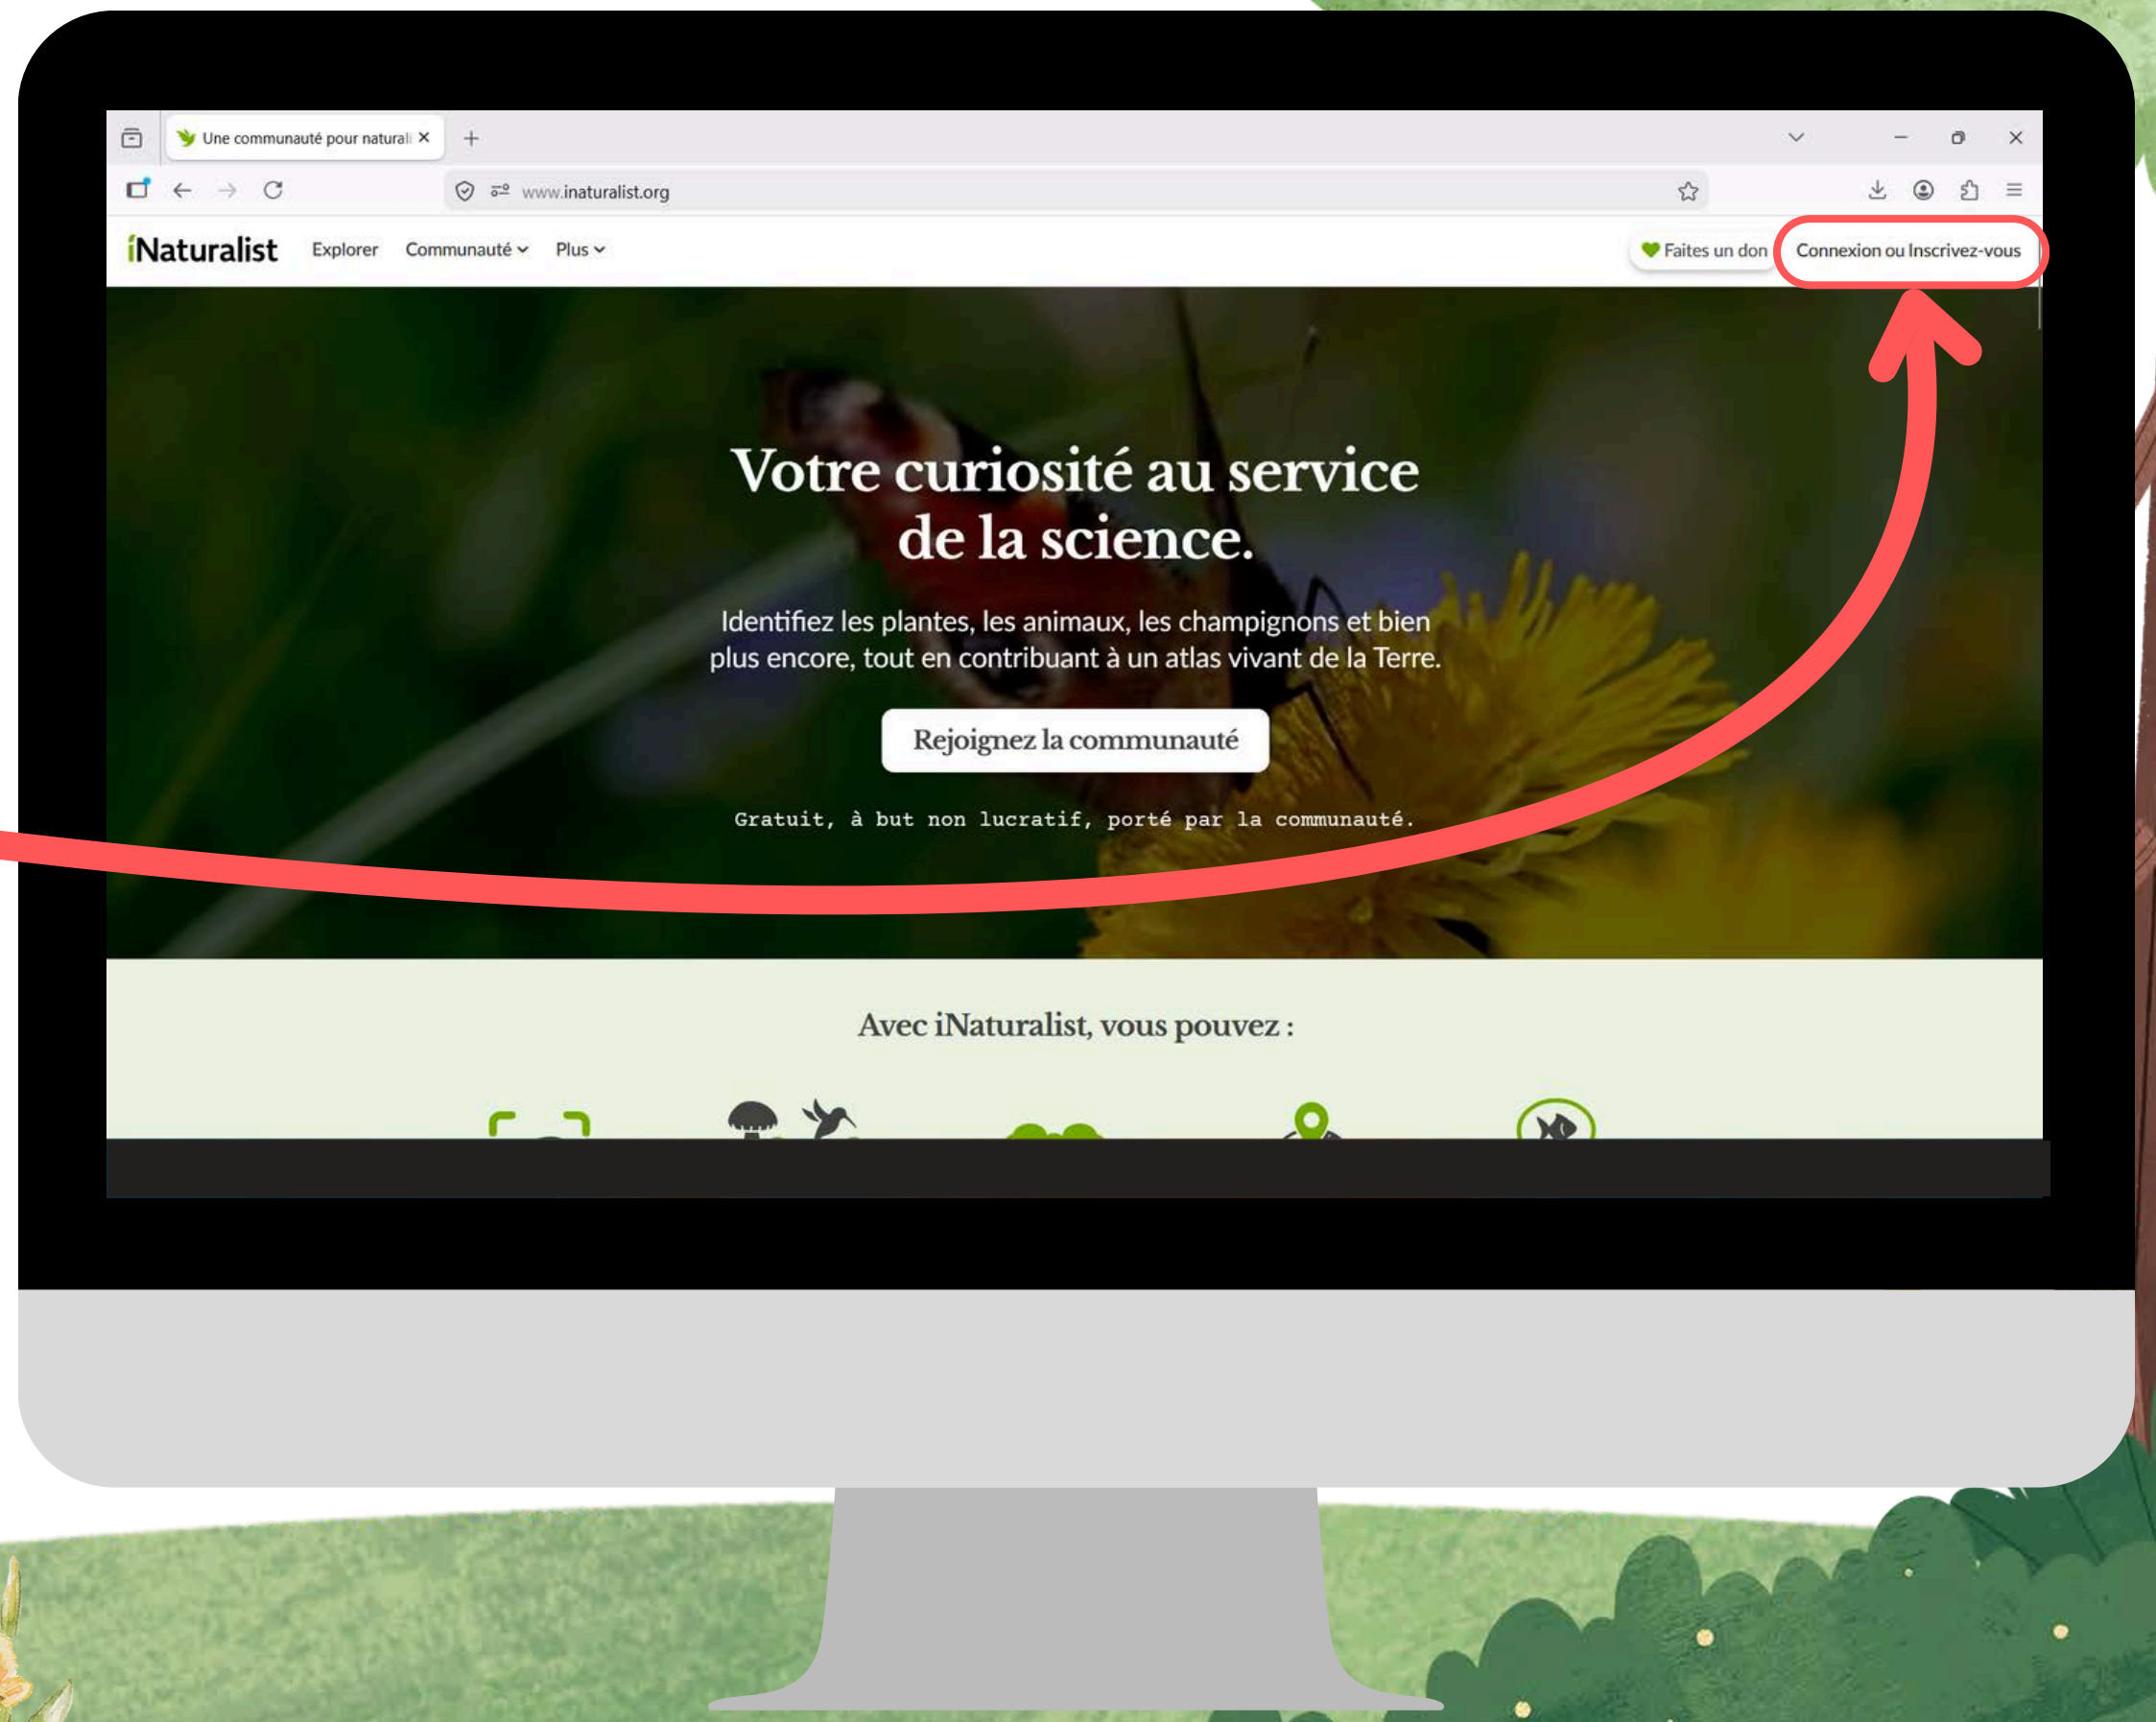 Une communauté pour naturali
www.inaturalist.org
iNaturalist Explorer Communauté Plus Faites un don Connexion ou Inscrivez-vous
Votre curiosité au service
de la science.
Identifiez les plantes, les animaux, les champignons et bien
plus encore, tout en contribuant à un atlas vivant de la Terre.
Rejoignez la communauté
Gratuit, à but non lucratif, porté par la communauté.
Avec iNaturalist, vous pouvez :